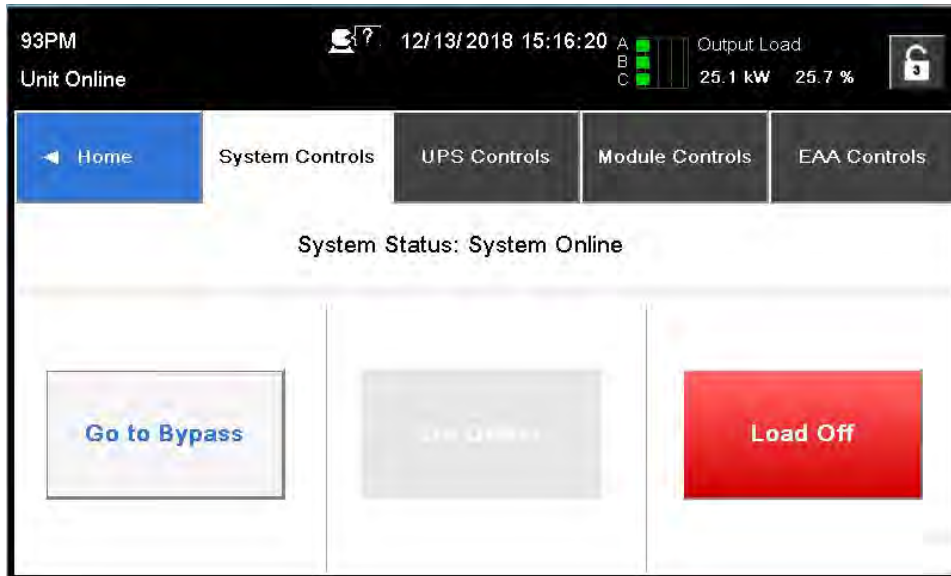 93PM
?
12/13/2018 15:16:20
A
B
C
Output Load
25.1 kW 25.7 %
3
Unit Online
◄ Home
System Controls
UPS Controls
Module Controls
EAA Controls
System Status: System Online
Go to Bypass
Load Off